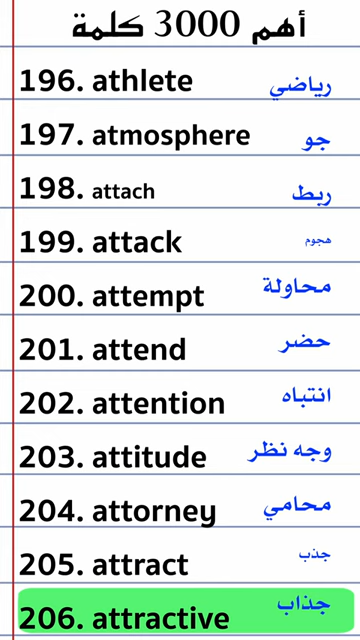 أهم 3000 كلمة
196. athlete رياضي
197. atmosphere جو
198. attach ربط
199. attack هجوم
200. attempt محاولة
201. attend حضر
202. attention انتباه
203. attitude وجه نظر
204. attorney محامي
205. attract جذب
206. attractive جذاب